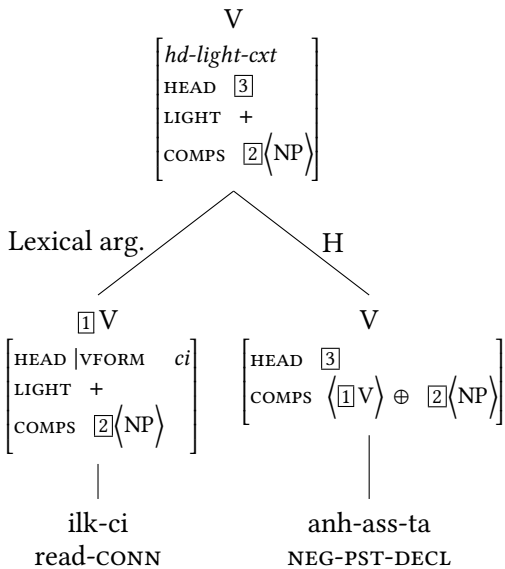 V
hd-light-cxt
HEAD 3
LIGHT +
COMPS 2⟨NP⟩
Lexical arg. H
1 V V
HEAD |VFORM ci
LIGHT +
COMPS 2⟨NP⟩
HEAD 3
COMPS ⟨1V⟩ ⊕ 2⟨NP⟩
ilk-ci anh-ass-ta
read-CONN NEG-PST-DECL